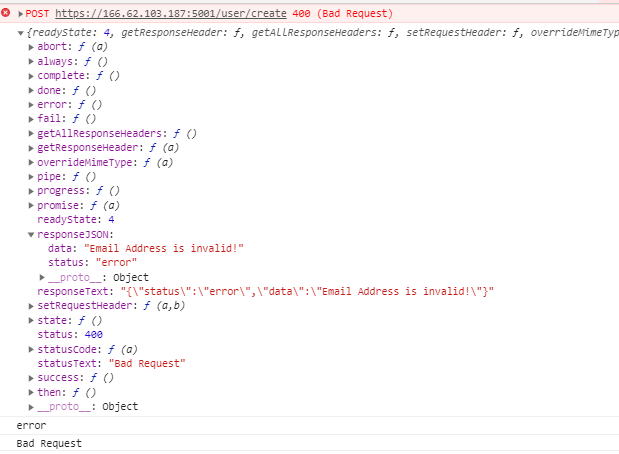 POST https://166.62.103.187:5001/user/create 400 (Bad Request)
{readyState: 4, getResponseHeader: ƒ, getAllResponseHeaders: ƒ, setRequestHeader: ƒ, overrideMimeTyp
abort: ƒ (a)
always: ƒ ()
complete: ƒ ()
done: ƒ ()
error: ƒ ()
fail: ƒ ()
getAllResponseHeaders: ƒ ()
getResponseHeader: ƒ (a)
overrideMimeType: ƒ (a)
pipe: ƒ ()
progress: ƒ ()
promise: ƒ (a)
readyState: 4
responseJSON:
data: "Email Address is invalid!"
status: "error"
__proto__: Object
responseText: "{\"status\":\"error\",\"data\":\"Email Address is invalid!\"}"
setRequestHeader: ƒ (a,b)
state: ƒ ()
status: 400
statusCode: ƒ (a)
statusText: "Bad Request"
success: ƒ ()
then: ƒ ()
__proto__: Object
error
Bad Request